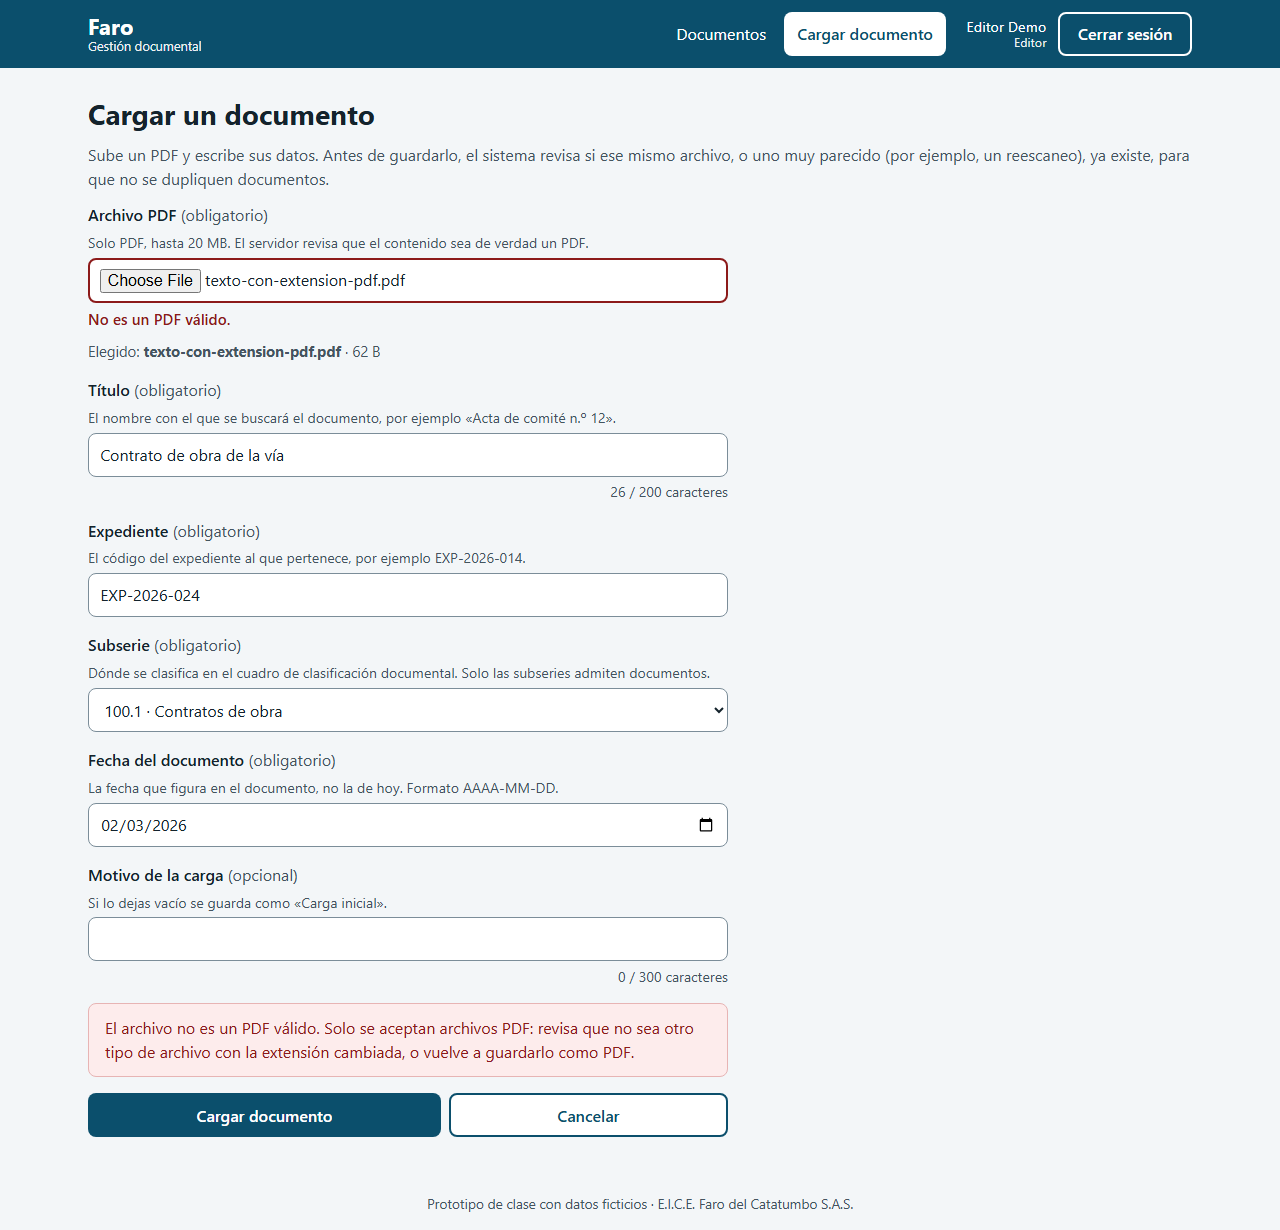 Faro
Gestión documental
Documentos
Cargar documento
Editor Demo
Editor
Cerrar sesión
Cargar un documento
Sube un PDF y escribe sus datos. Antes de guardarlo, el sistema revisa si ese mismo archivo, o uno muy parecido (por ejemplo, un reescaneo), ya existe, para
que no se dupliquen documentos.
Archivo PDF (obligatorio)
Solo PDF, hasta 20 MB. El servidor revisa que el contenido sea de verdad un PDF.
Choose File texto-con-extension-pdf.pdf
No es un PDF válido.
Elegido: texto-con-extension-pdf.pdf · 62 B
Título (obligatorio)
El nombre con el que se buscará el documento, por ejemplo «Acta de comité n.º 12».
Contrato de obra de la vía
26 / 200 caracteres
Expediente (obligatorio)
El código del expediente al que pertenece, por ejemplo EXP-2026-014.
EXP-2026-024
Subserie (obligatorio)
Dónde se clasifica en el cuadro de clasificación documental. Solo las subseries admiten documentos.
100.1 · Contratos de obra
Fecha del documento (obligatorio)
La fecha que figura en el documento, no la de hoy. Formato AAAA-MM-DD.
02/03/2026
Motivo de la carga (opcional)
Si lo dejas vacío se guarda como «Carga inicial».
0 / 300 caracteres
El archivo no es un PDF válido. Solo se aceptan archivos PDF: revisa que no sea otro
tipo de archivo con la extensión cambiada, o vuelve a guardarlo como PDF.
Cargar documento
Cancelar
Prototipo de clase con datos ficticios · E.I.C.E. Faro del Catatumbo S.A.S.